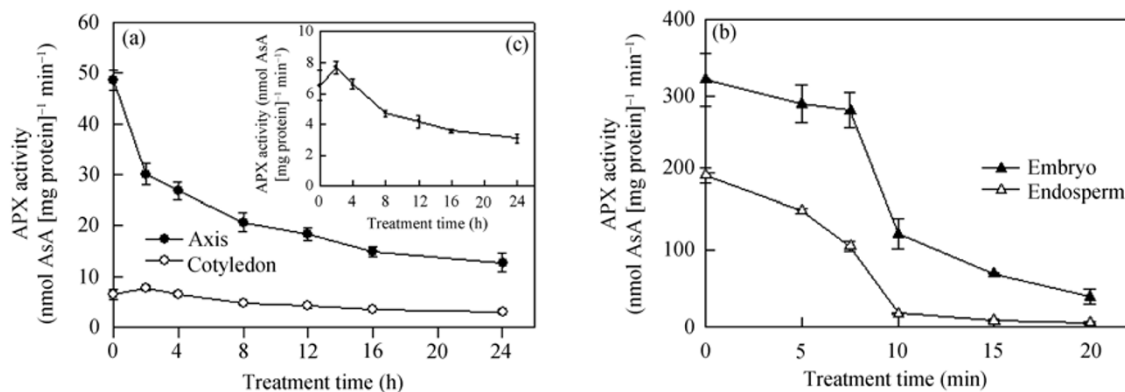 (a)
APX activity
(nmol AsA [mg protein]⁻¹ min⁻¹)
60
50
40
30
20
10
0
Axis
Cotyledon
0 4 8 12 16 20 24
Treatment time (h)
(c)
APX activity (nmol AsA
[mg protein]⁻¹ min⁻¹)
10
8
6
4
2
0
0 4 8 12 16 20 24
Treatment time (h)
(b)
APX activity
(nmol AsA [mg protein]⁻¹ min⁻¹)
400
300
200
100
0
Embryo
Endosperm
0 5 10 15 20
Treatment time (min)